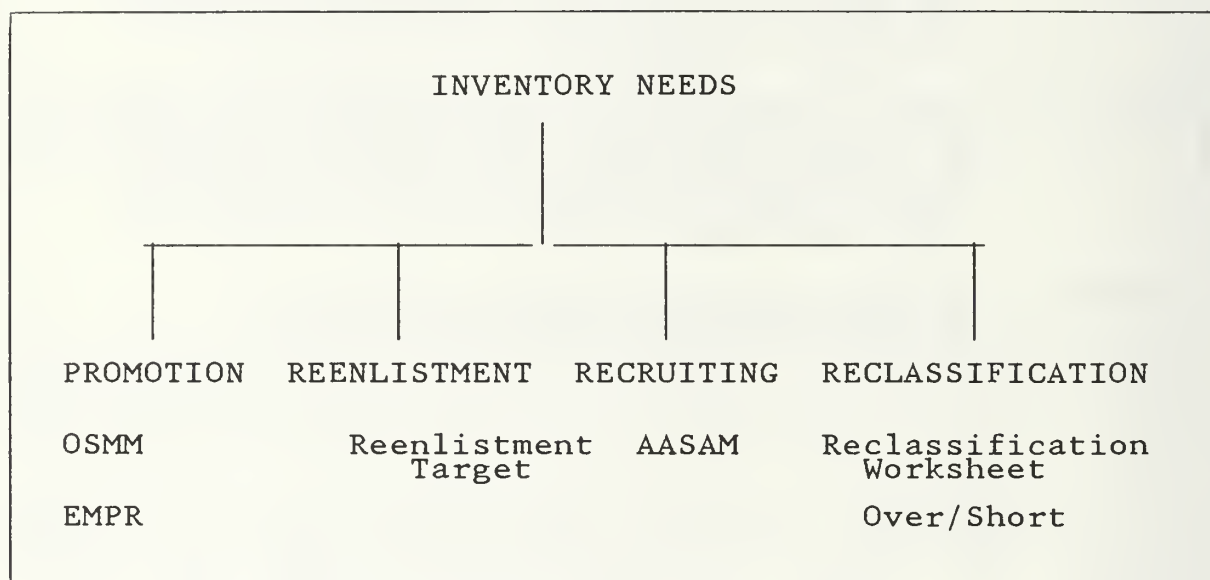 INVENTORY NEEDS
PROMOTION REENLISTMENT RECRUITING RECLASSIFICATION
OSMM Reenlistment AASAM Reclassification
Target Worksheet
EMPR Over/Short